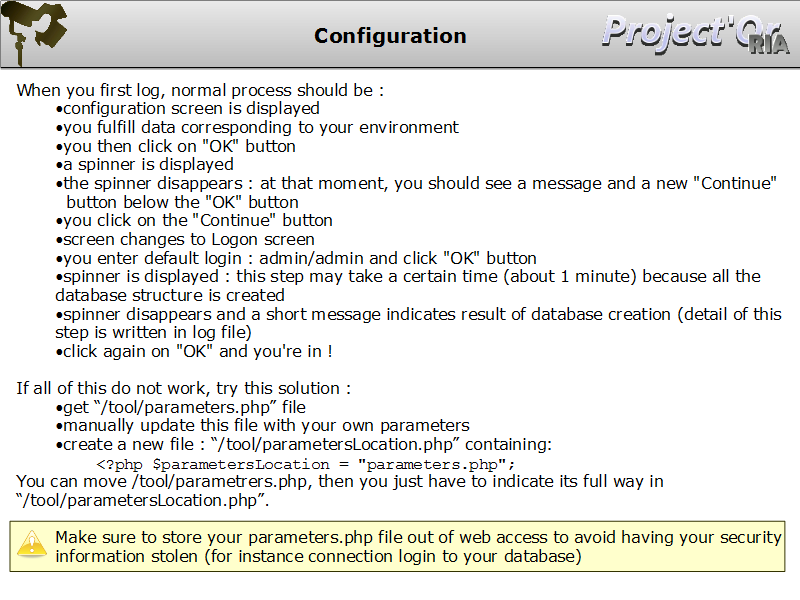 Configuration
Project'Or
RIA
When you first log, normal process should be :
•configuration screen is displayed
•you fulfill data corresponding to your environment
•you then click on "OK" button
•a spinner is displayed
•the spinner disappears : at that moment, you should see a message and a new "Continue"
button below the "OK" button
•you click on the "Continue" button
•screen changes to Logon screen
•you enter default login : admin/admin and click "OK" button
•spinner is displayed : this step may take a certain time (about 1 minute) because all the
database structure is created
•spinner disappears and a short message indicates result of database creation (detail of this
step is written in log file)
•click again on "OK" and you're in !
If all of this do not work, try this solution :
•get “/tool/parameters.php” file
•manually update this file with your own parameters
•create a new file : “/tool/parametersLocation.php” containing:
<?php $parametersLocation = "parameters.php";
You can move /tool/parametrers.php, then you just have to indicate its full way in
“/tool/parametersLocation.php”.
Make sure to store your parameters.php file out of web access to avoid having your security
information stolen (for instance connection login to your database)